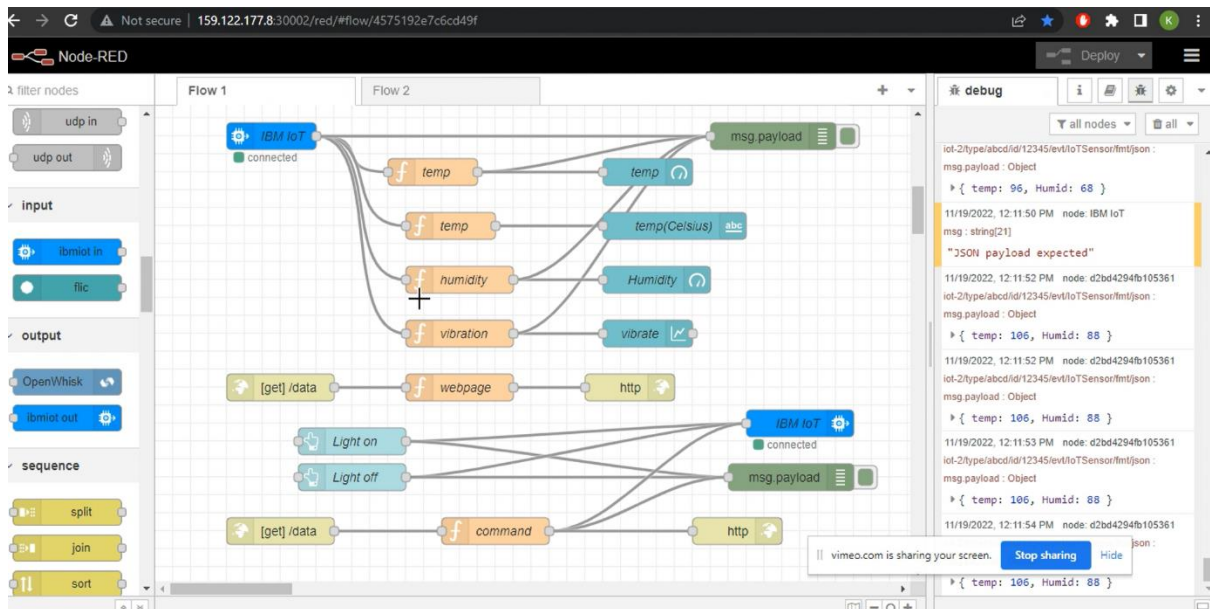 Not secure | 159.122.177.8:30002/red/#flow/4575192e7c6cd49f
K
Node-RED
Deploy
filter nodes
udp in
udp out
input
ibmiot in
flic
output
OpenWhisk
ibmiot out
sequence
split
join
sort
Flow 1
Flow 2
IBM IoT
connected
msg.payload
temp
temp
temp
temp(Celsius)
abc
humidity
Humidity
vibration
vibrate
[get] /data
webpage
http
IBM IoT
connected
Light on
Light off
msg.payload
[get] /data
command
http
debug
i
all nodes
all
iot-2/type/abcd/id/12345/evt/IoTSensor/fmt/json :
msg.payload : Object
{ temp: 96, Humid: 68 }
11/19/2022, 12:11:50 PM node: IBM IoT
msg : string[21]
"JSON payload expected"
11/19/2022, 12:11:52 PM node: d2bd4294fb105361
iot-2/type/abcd/id/12345/evt/IoTSensor/fmt/json :
msg.payload : Object
{ temp: 106, Humid: 88 }
11/19/2022, 12:11:52 PM node: d2bd4294fb105361
iot-2/type/abcd/id/12345/evt/IoTSensor/fmt/json :
msg.payload : Object
{ temp: 106, Humid: 88 }
11/19/2022, 12:11:53 PM node: d2bd4294fb105361
iot-2/type/abcd/id/12345/evt/IoTSensor/fmt/json :
msg.payload : Object
{ temp: 106, Humid: 88 }
11/19/2022, 12:11:54 PM node: d2bd4294fb105361
json :
{ temp: 106, Humid: 88 }
vimeo.com is sharing your screen.
Stop sharing
Hide